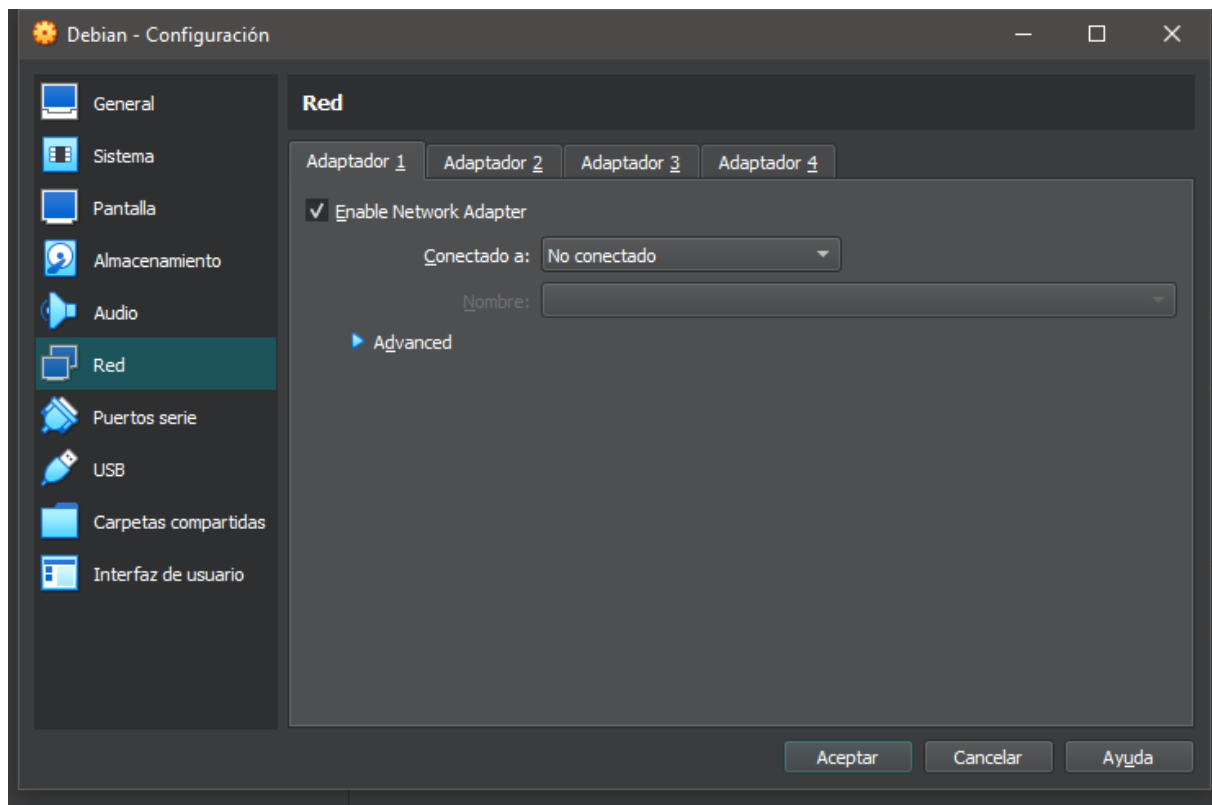 Debian - Configuración
General
Sistema
Pantalla
Almacenamiento
Audio
Red
Puertos serie
USB
Carpetas compartidas
Interfaz de usuario
Red
Adaptador 1 Adaptador 2 Adaptador 3 Adaptador 4
Enable Network Adapter
Conectado a: No conectado
Nombre:
Advanced
Aceptar Cancelar Ayuda